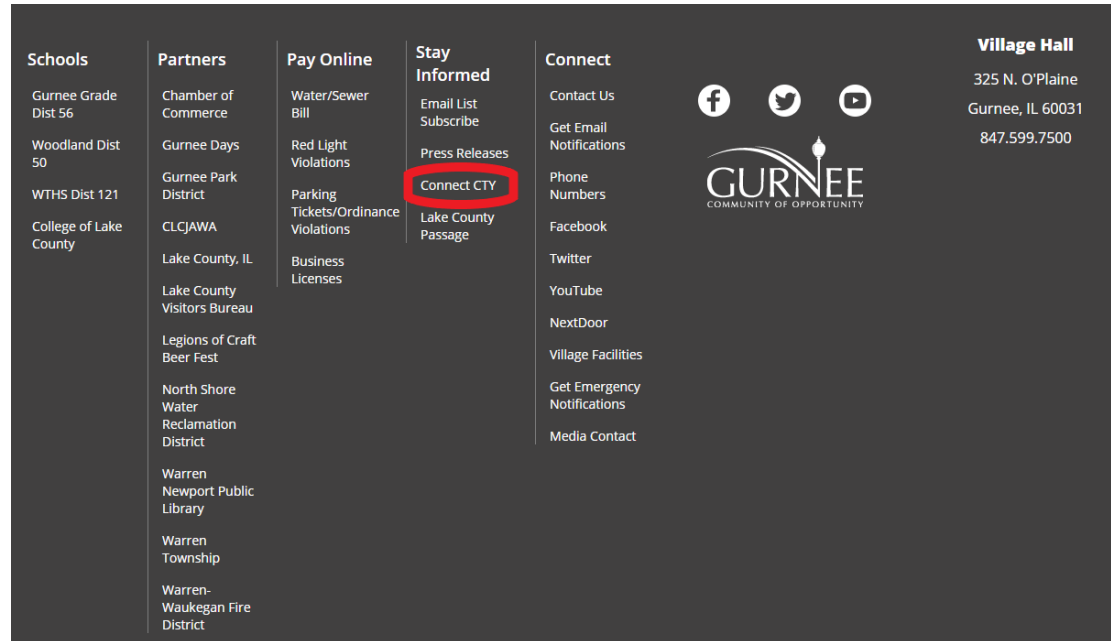 Schools
Gurnee Grade
Dist 56
Woodland Dist
50
WTHS Dist 121
College of Lake
County
Partners
Chamber of
Commerce
Gurnee Days
Gurnee Park
District
CLCJAWA
Lake County, IL
Lake County
Visitors Bureau
Legions of Craft
Beer Fest
North Shore
Water
Reclamation
District
Warren
Newport Public
Library
Warren
Township
Warren-
Waukegan Fire
District
Pay Online
Water/Sewer
Bill
Red Light
Violations
Parking
Tickets/Ordinance
Violations
Business
Licenses
Stay
Informed
Email List
Subscribe
Press Releases
Connect CTY
Lake County
Passage
Connect
Contact Us
Get Email
Notifications
Phone
Numbers
Facebook
Twitter
YouTube
NextDoor
Village Facilities
Get Emergency
Notifications
Media Contact
GURNEE
COMMUNITY OF OPPORTUNITY
Village Hall
325 N. O'Plaine
Gurnee, IL 60031
847.599.7500